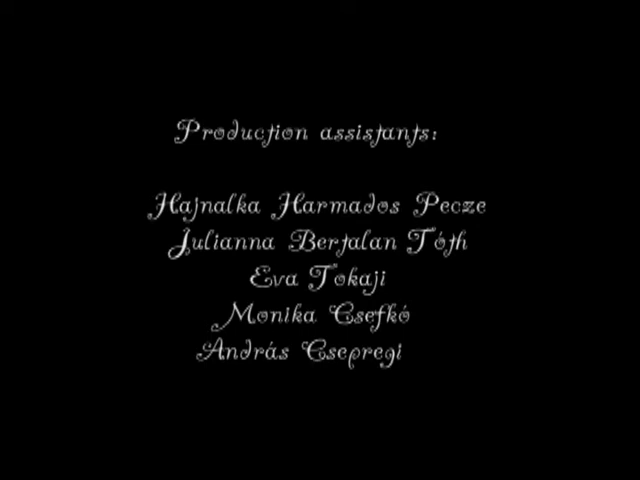 Production assistants:
Hajnalka Harmados Pecze
Julianna Bertalan Tóth
Eva Tokaji
Monika Csefkó
András Csepregi